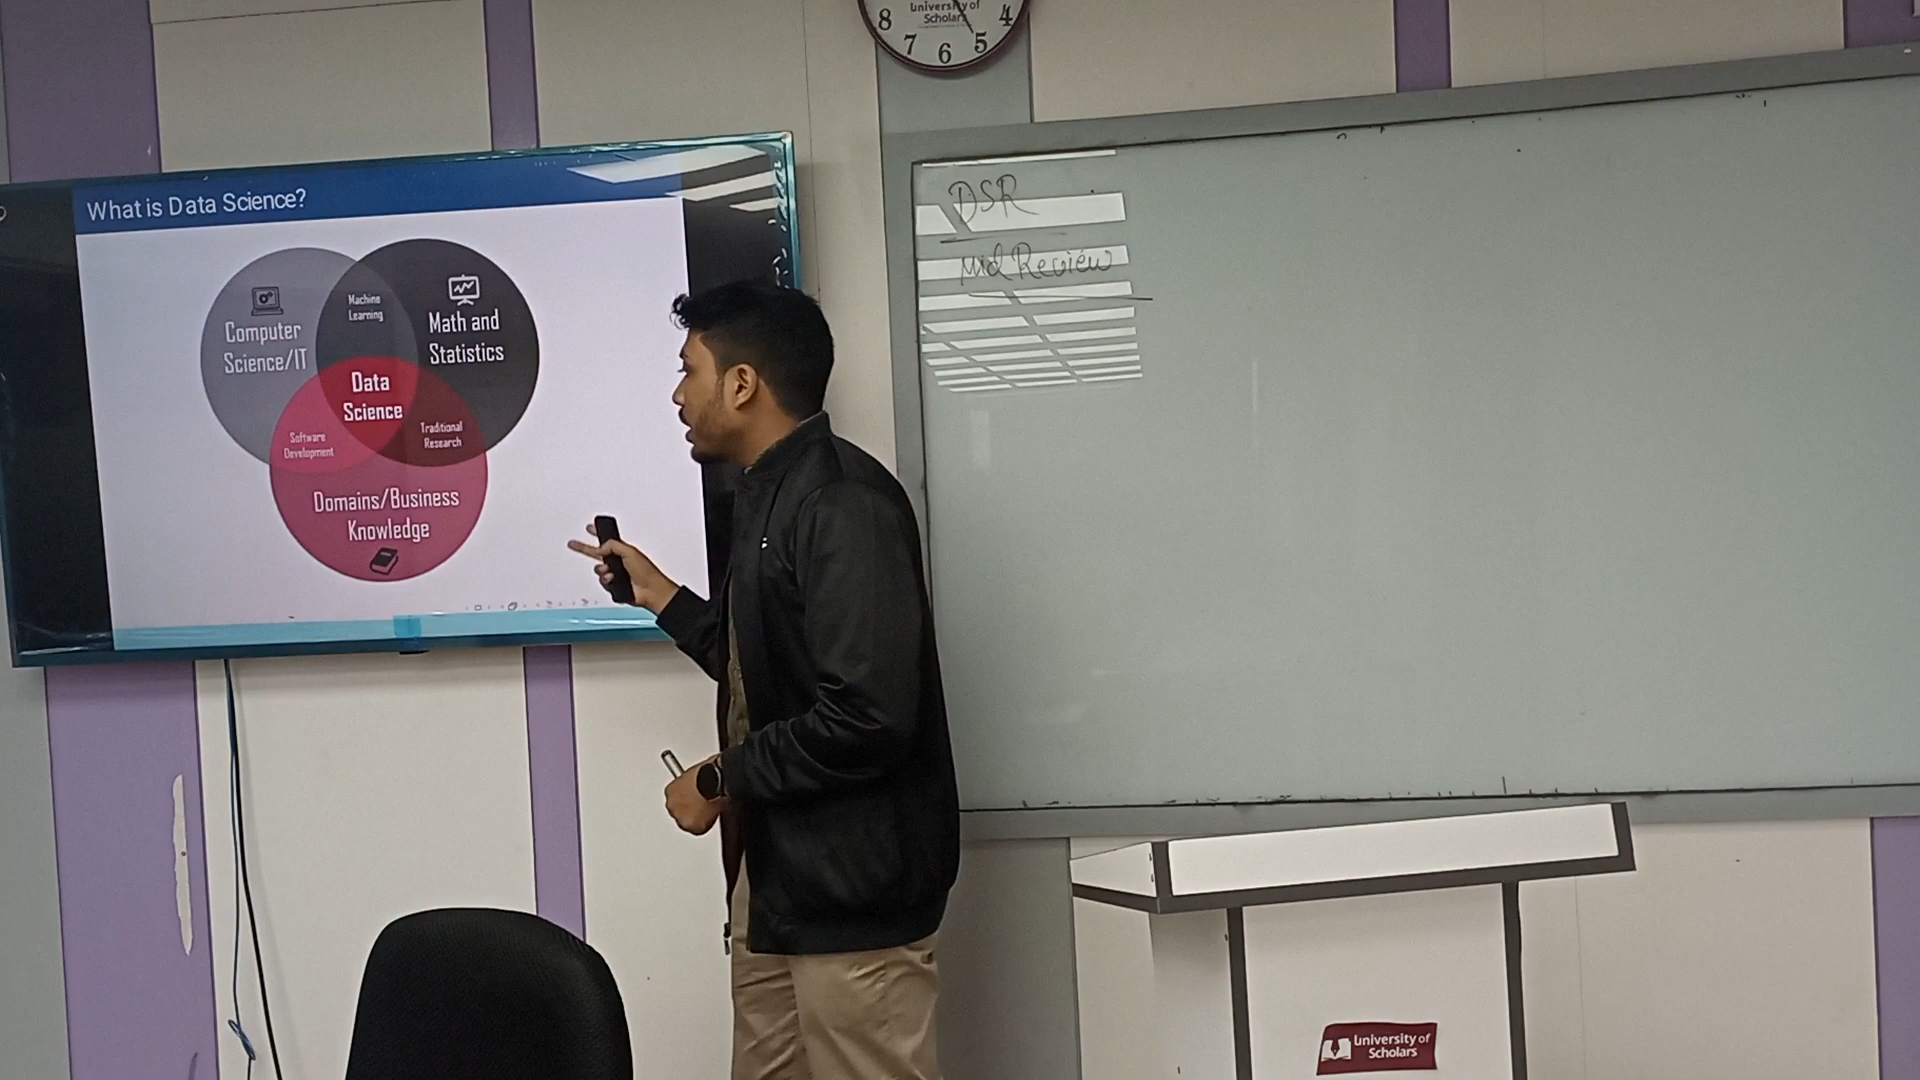 University of
Scholars
8
7
6
5
4
What is Data Science?
Computer
Science/IT
Machine
Learning
Math and
Statistics
Data
Science
Software
Development
Traditional
Research
Domains/Business
Knowledge
DSR
Mid Review
University of
Scholars